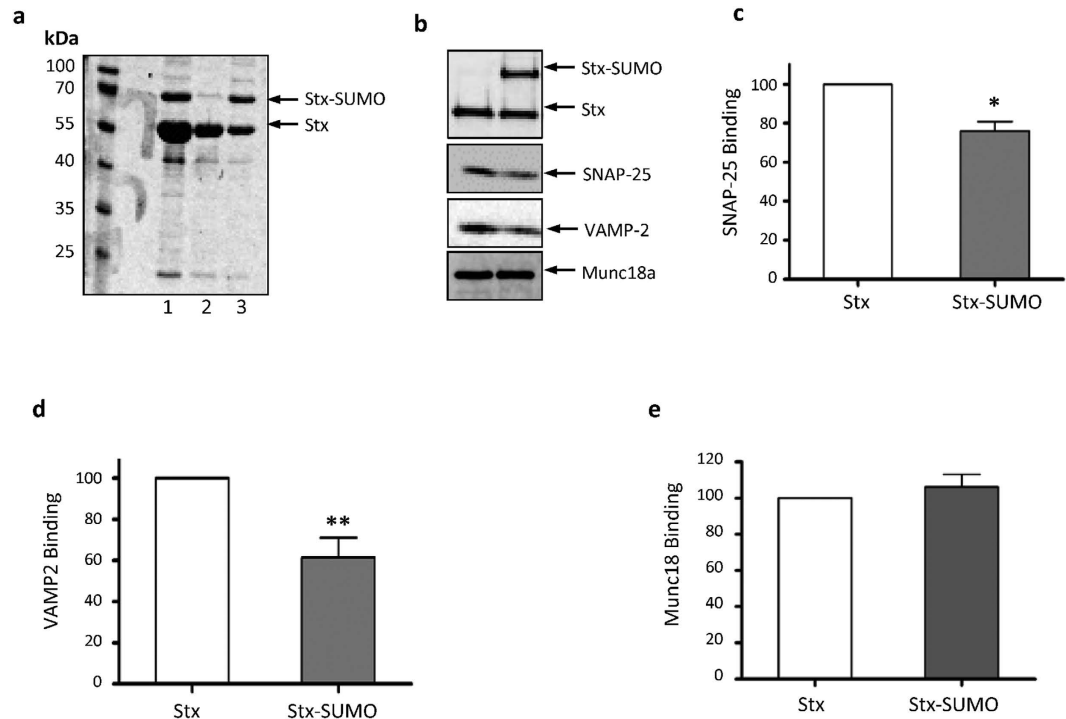 a
kDa
100
70
55
40
35
25
Stx-SUMO
Stx
1 2 3
b
Stx-SUMO
Stx
SNAP-25
VAMP-2
Munc18a
c
SNAP-25 Binding
100
80
60
40
20
0
*
Stx
Stx-SUMO
d
VAMP2 Binding
100
80
60
40
20
0
**
Stx
Stx-SUMO
e
Munc18 Binding
120
100
80
60
40
20
0
Stx
Stx-SUMO